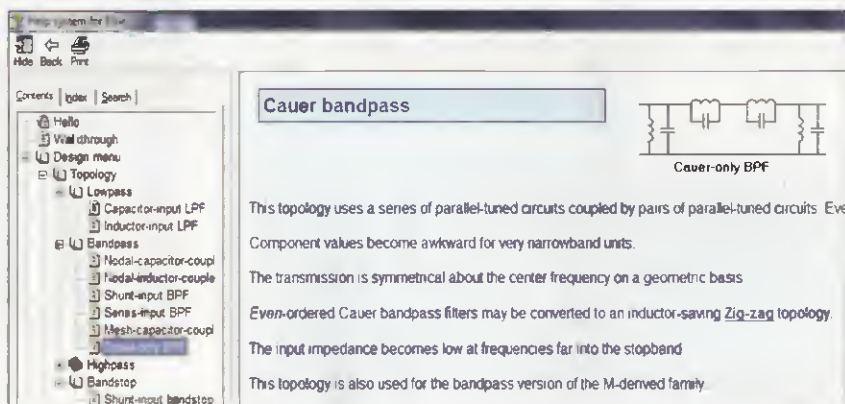 Help system for
Hide Back Print
Contents Index Search
Hello
Walkthrough
Design menu
Topology
Lowpass
Capacitor-input LPF
Inductor-input LPF
Bandpass
Nodal-capacitor-coupl
Nodal-inductor-couple
Shunt-input BPF
Series-input BPF
Mesh-capacitor-coupl
Highpass
Bandstop
Shunt-input bandstop
Cauer bandpass
Cauer-only BPF
This topology uses a series of parallel-tuned circuits coupled by pairs of parallel-tuned circuits Eve
Component values become awkward for very narrowband units.
The transmission is symmetrical about the center frequency on a geometric basis
Even-ordered Cauer bandpass filters may be converted to an inductor-saving Zig-zag topology.
The input impedance becomes low at frequencies far into the stopband
This topology is also used for the bandpass version of the M-derived family.